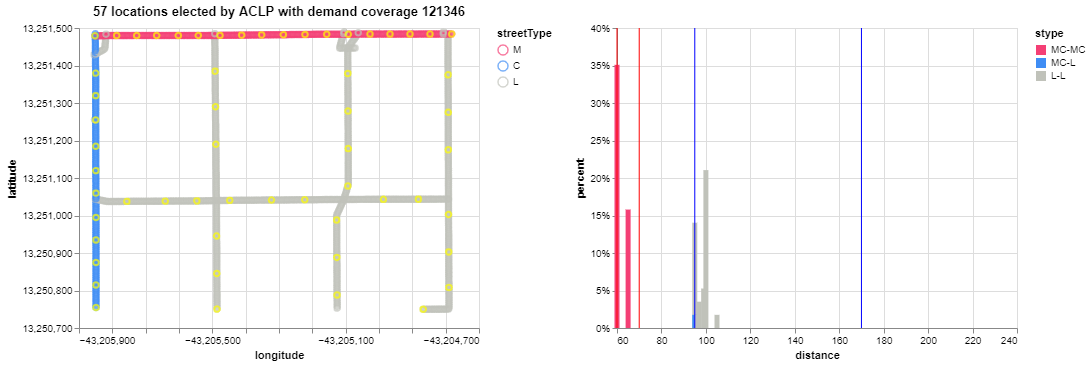 57 locations elected by ACLP with demand coverage 121346
13,251,500
13,251,400
13,251,300
13,251,200
13,251,100
13,251,000
13,250,900
13,250,800
13,250,700
latitude
−43,205,900
−43,205,500
−43,205,100
−43,204,700
longitude
streetType
M
C
L
40%
35%
30%
25%
20%
15%
10%
5%
0%
percent
60
80
100
120
140
160
180
200
220
240
distance
stype
MC-MC
MC-L
L-L